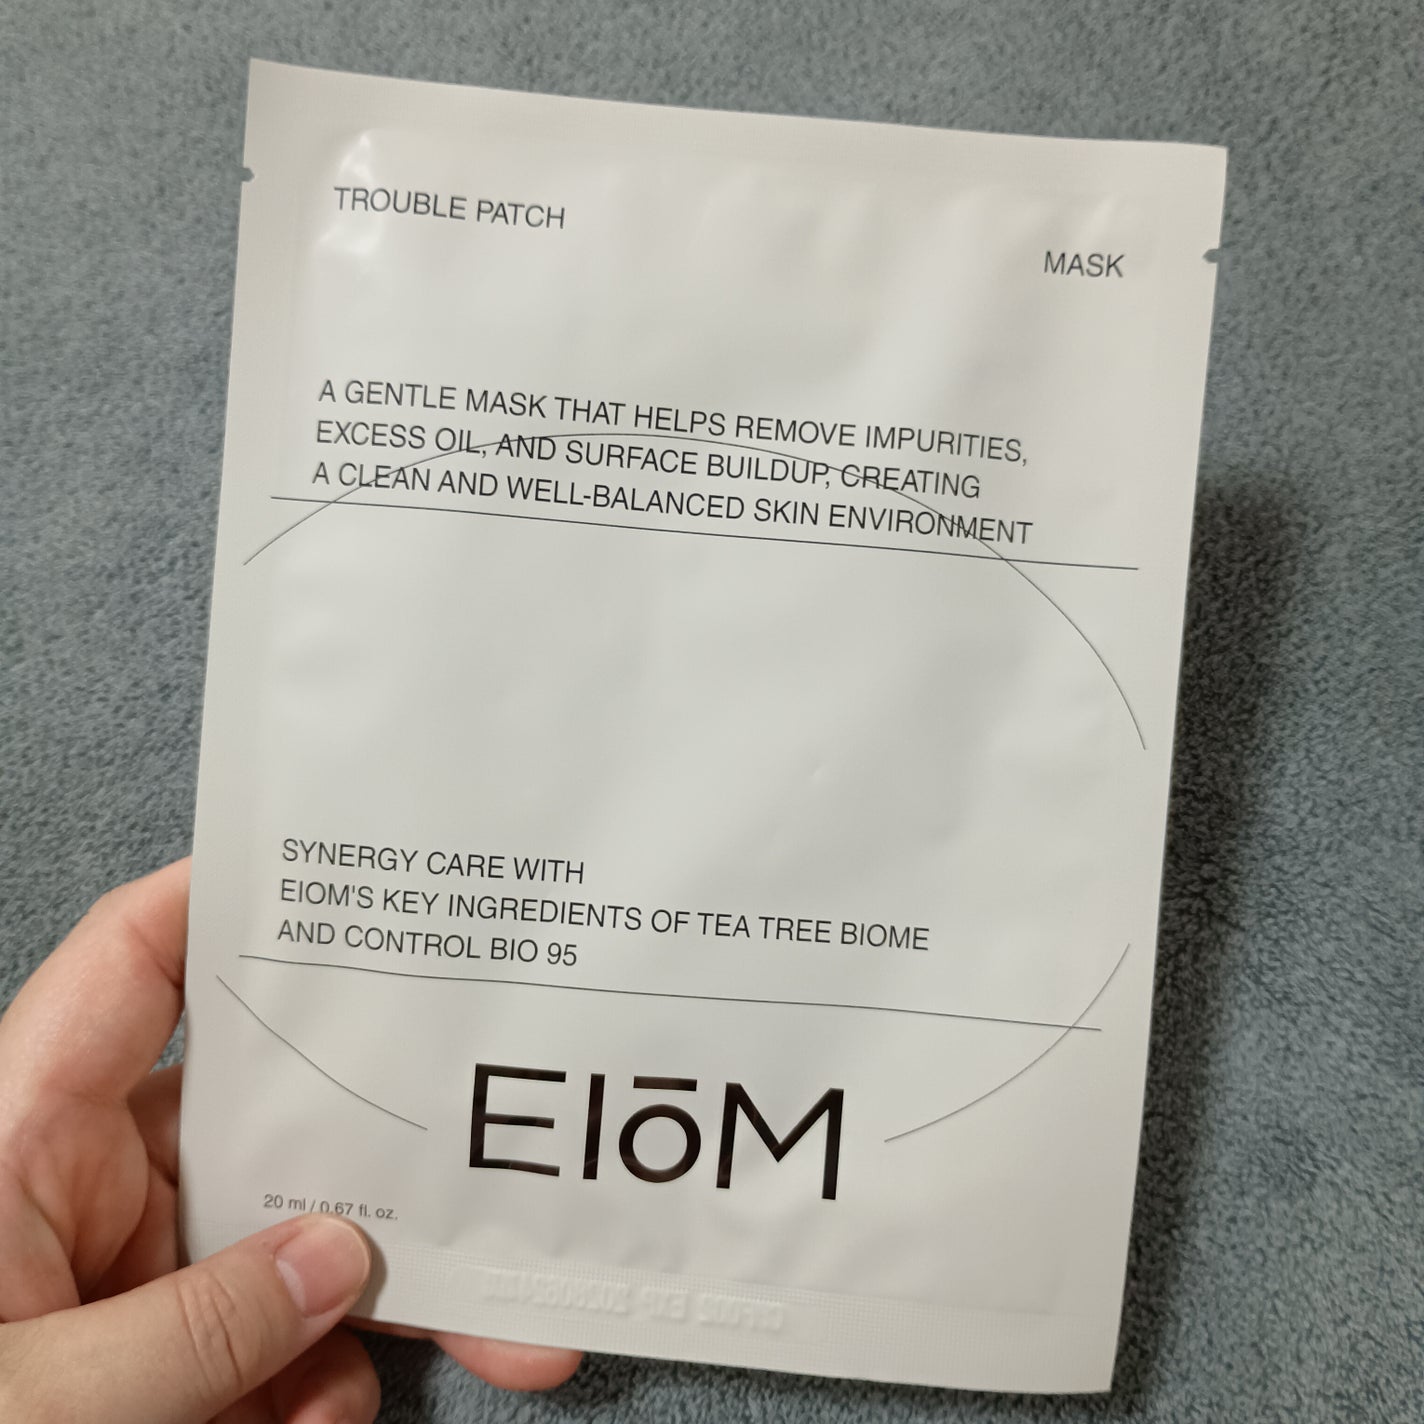 TROUBLE PATCH
MASK
A GENTLE MASK THAT HELPS REMOVE IMPURITIES,
EXCESS OIL, AND SURFACE BUILDUP, CREATING
A CLEAN AND WELL-BALANCED SKIN ENVIRONMENT
SYNERGY CARE WITH
EIOM'S KEY INGREDIENTS OF TEA TREE BIOME
AND CONTROL BIO 95
EIōM
20 ml / 0.67 fl. oz.
EXP